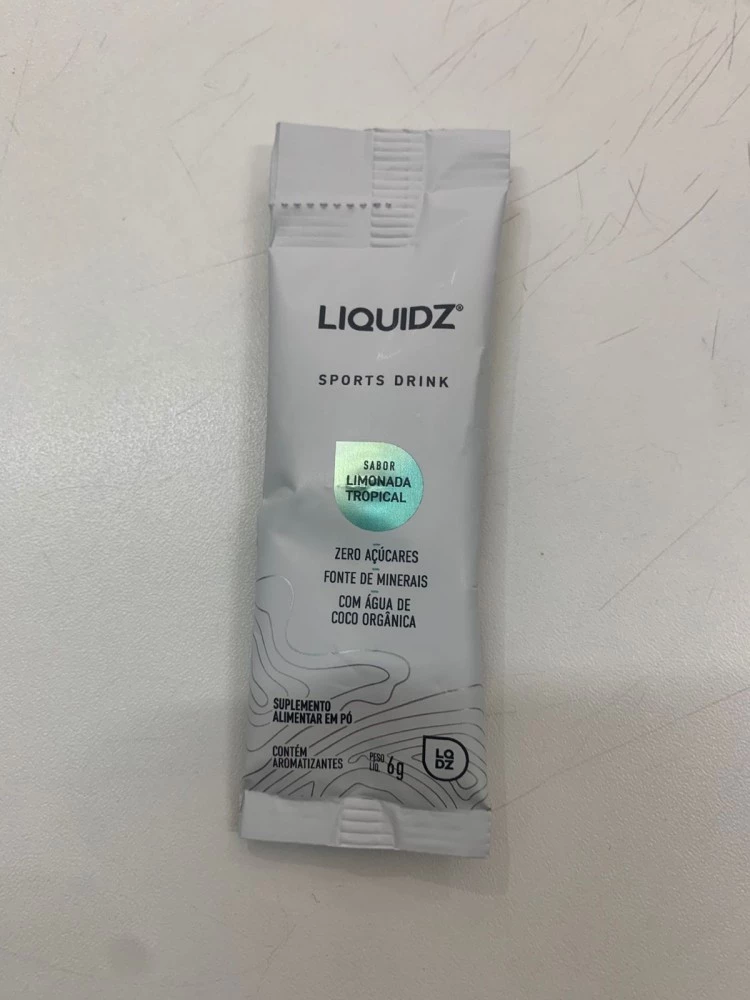 LIQUIDZ®
SPORTS DRINK
SABOR
LIMONADA
TROPICAL
ZERO AÇÚCARES
FONTE DE MINERAIS
COM ÁGUA DE
COCO ORGÂNICA
SUPLEMENTO
ALIMENTAR EM PÓ
CONTÉM
AROMATIZANTES
PESO
LIQ. 6g
LQ
DZ